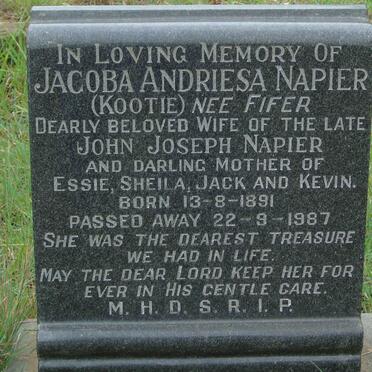 IN LOVING MEMORY OF
JACOBA ANDRIESA NAPIER
(KOOTIE) NEE FIFER
DEARLY BELOVED WIFE OF THE LATE
JOHN JOSEPH NAPIER
AND DARLING MOTHER OF
ESSIE, SHEILA, JACK AND KEVIN.
BORN 13-8-1891
PASSED AWAY 22-9-1987
SHE WAS THE DEAREST TREASURE
WE HAD IN LIFE.
MAY THE DEAR LORD KEEP HER FOR
EVER IN HIS GENTLE CARE.
M.H.D.S.R.I.P.